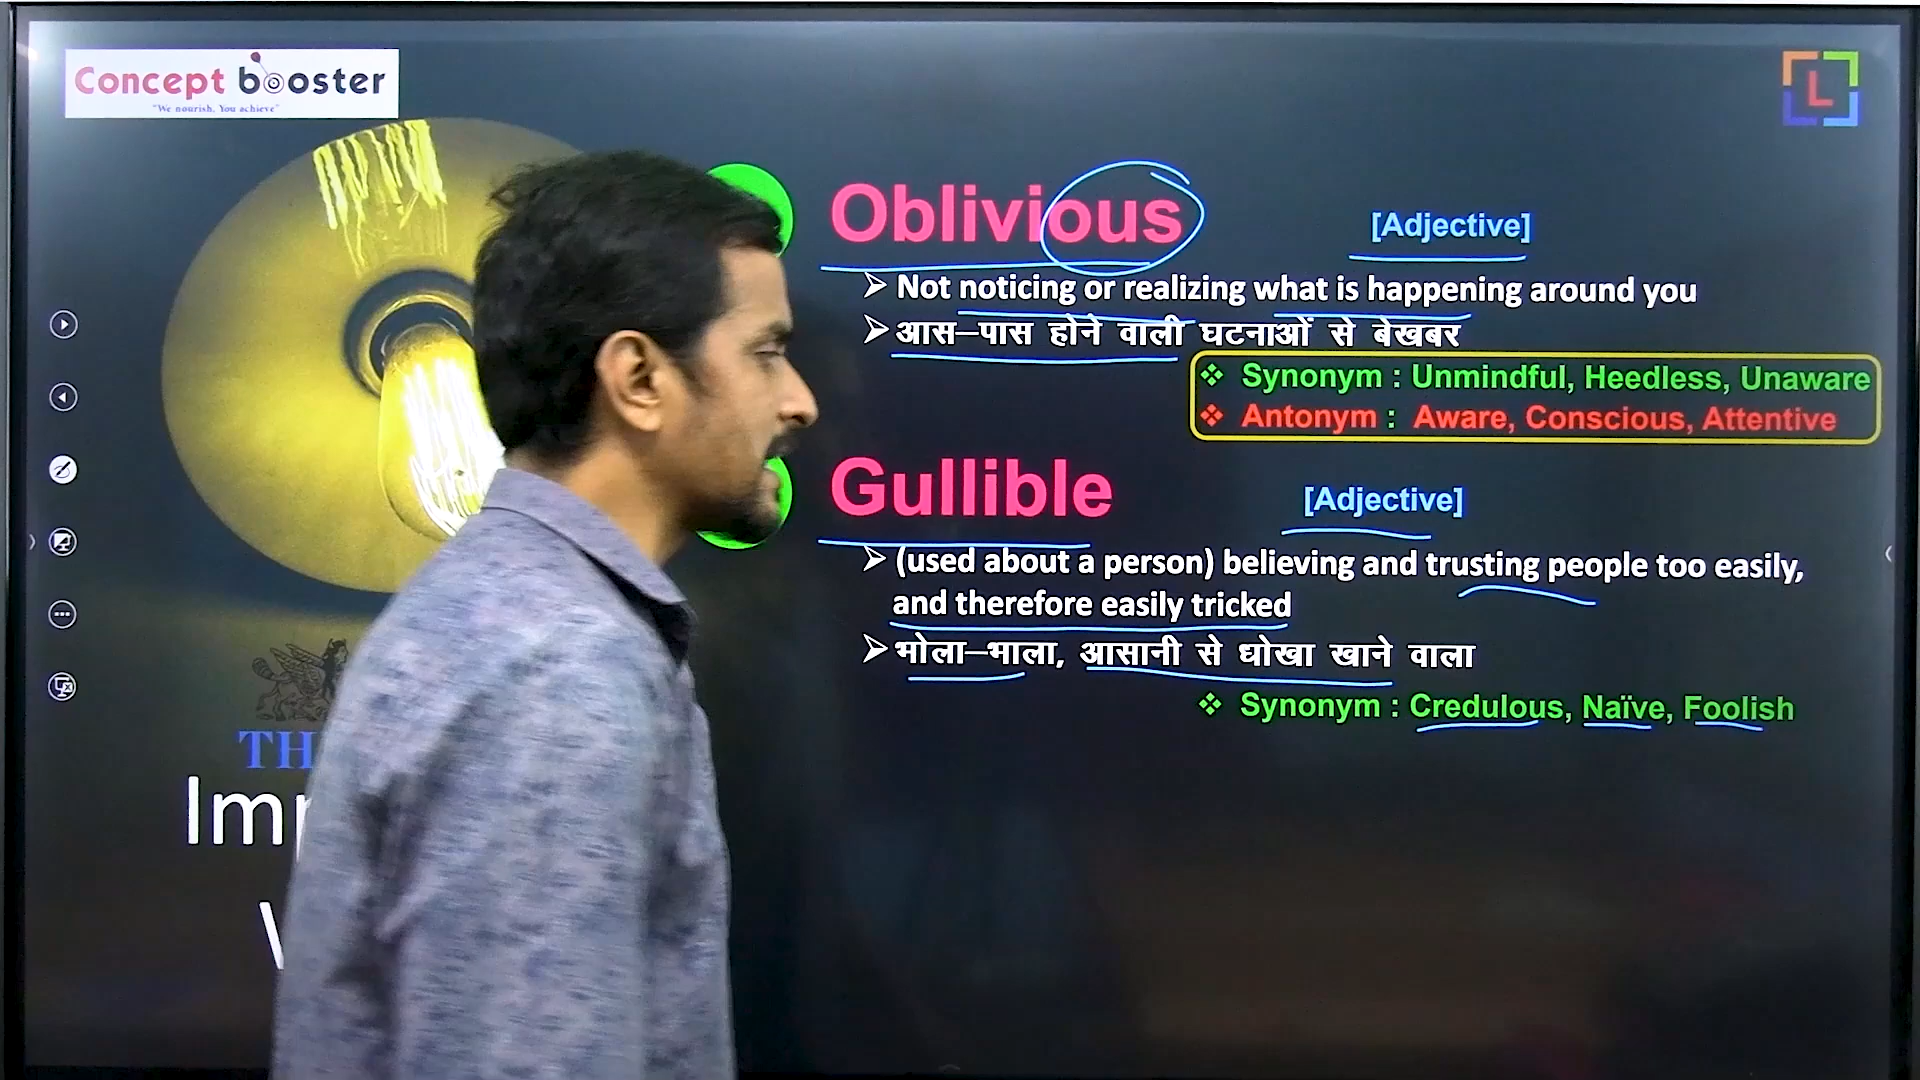 Concept booster
"We nourish, You achieve"
L
Oblivious [Adjective]
➢ Not noticing or realizing what is happening around you
➢ आस–पास होने वाली घटनाओं से बेखबर
❖ Synonym : Unmindful, Heedless, Unaware
❖ Antonym : Aware, Conscious, Attentive
Gullible [Adjective]
➢ (used about a person) believing and trusting people too easily,
and therefore easily tricked
➢ भोला–भाला, आसानी से धोखा खाने वाला
❖ Synonym : Credulous, Naïve, Foolish
TH
Im